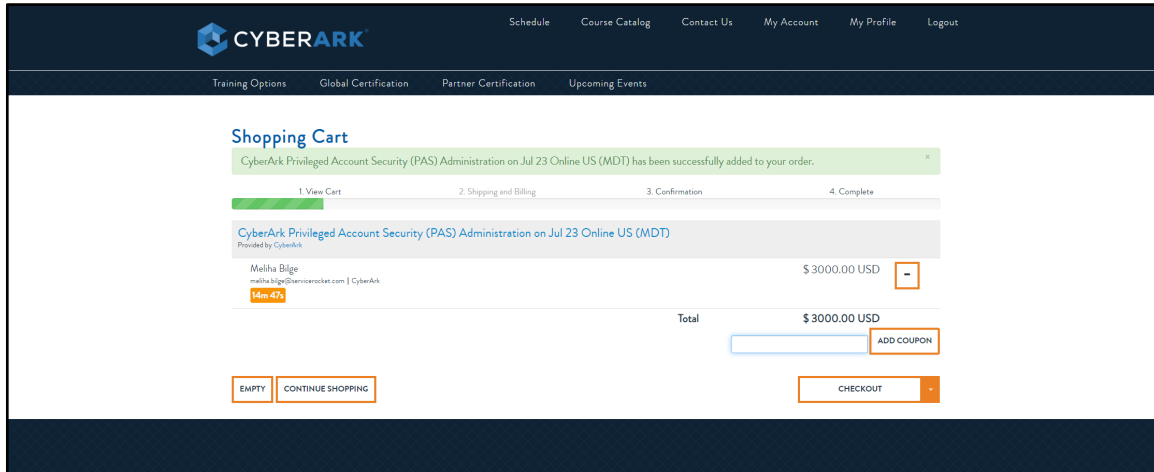 Schedule Course Catalog Contact Us My Account My Profile Logout
CYBERARK
Training Options Global Certification Partner Certification Upcoming Events
Shopping Cart
CyberArk Privileged Account Security (PAS) Administration on Jul 23 Online US (MDT) has been successfully added to your order. ×
1. View Cart 2. Shipping and Billing 3. Confirmation 4. Complete
CyberArk Privileged Account Security (PAS) Administration on Jul 23 Online US (MDT)
Provided by CyberArk
Meliha Bilge $ 3000.00 USD -
meliha.bilge@servicerocket.com | CyberArk
14m 47s
Total $ 3000.00 USD
ADD COUPON
EMPTY CONTINUE SHOPPING CHECKOUT